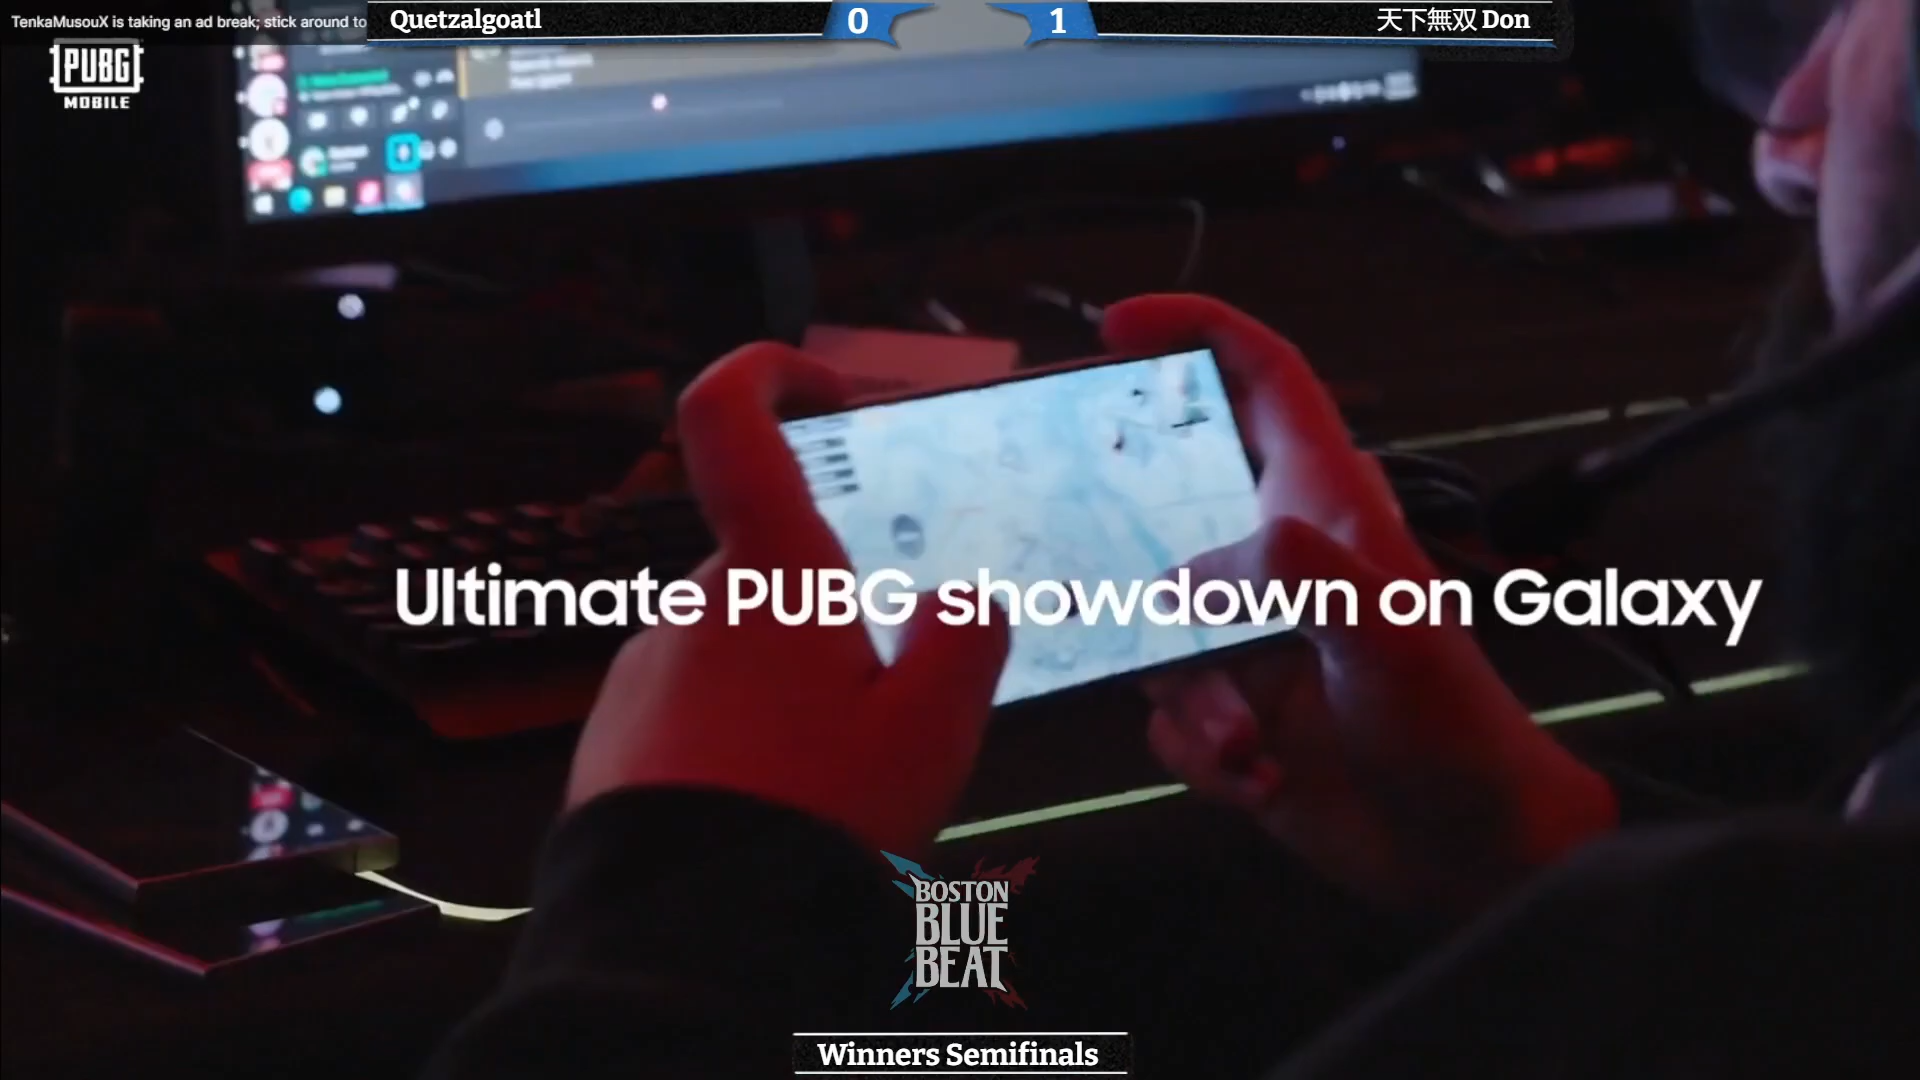 TenkaMusouX is taking an ad break; stick around to
Quetzalgoatl
0
1
天下無双 Don
PUBG
MOBILE
Ultimate PUBG showdown on Galaxy
BOSTON
BLUE
BEAT
Winners Semifinals